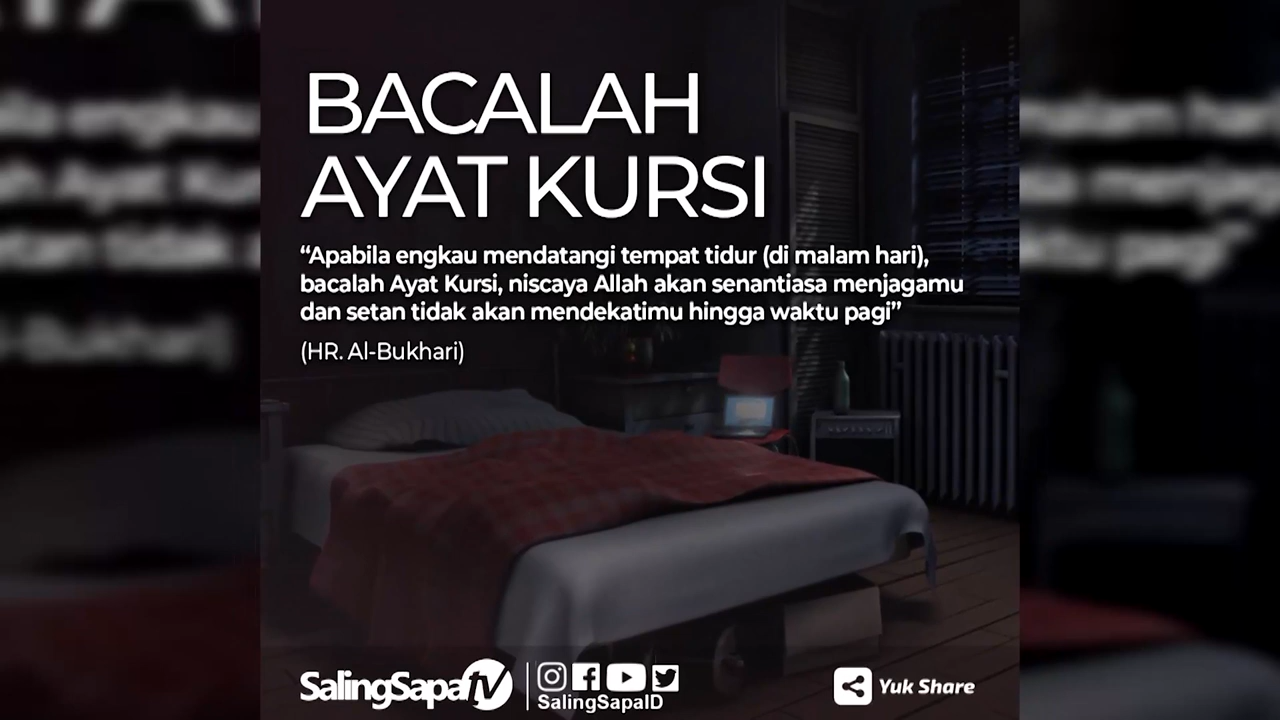 BACALAH
AYAT KURSI
“Apabila engkau mendatangi tempat tidur (di malam hari),
bacalah Ayat Kursi, niscaya Allah akan senantiasa menjagamu
dan setan tidak akan mendekatimu hingga waktu pagi”
(HR. Al-Bukhari)
SalingSapaTV
SalingSapaID
Yuk Share